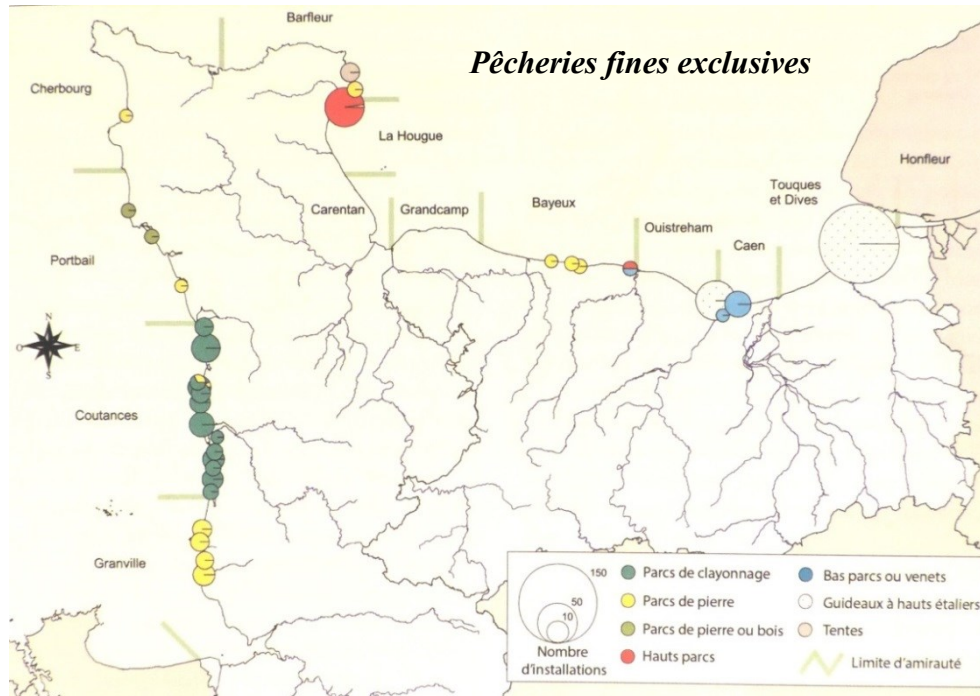 Pêcheries fines exclusives
Barfleur
Cherbourg
La Hougue
Honfleur
Touques
et Dives
Carentan
Grandcamp
Bayeux
Ouistreham
Caen
Portbail
N
O
E
S
Coutances
Granville
150
50
10
Nombre
d'installations
Parcs de clayonnage
Parcs de pierre
Parcs de pierre ou bois
Hauts parcs
Bas parcs ou venets
Guideaux à hauts étaliers
Tentes
Limite d'amirauté